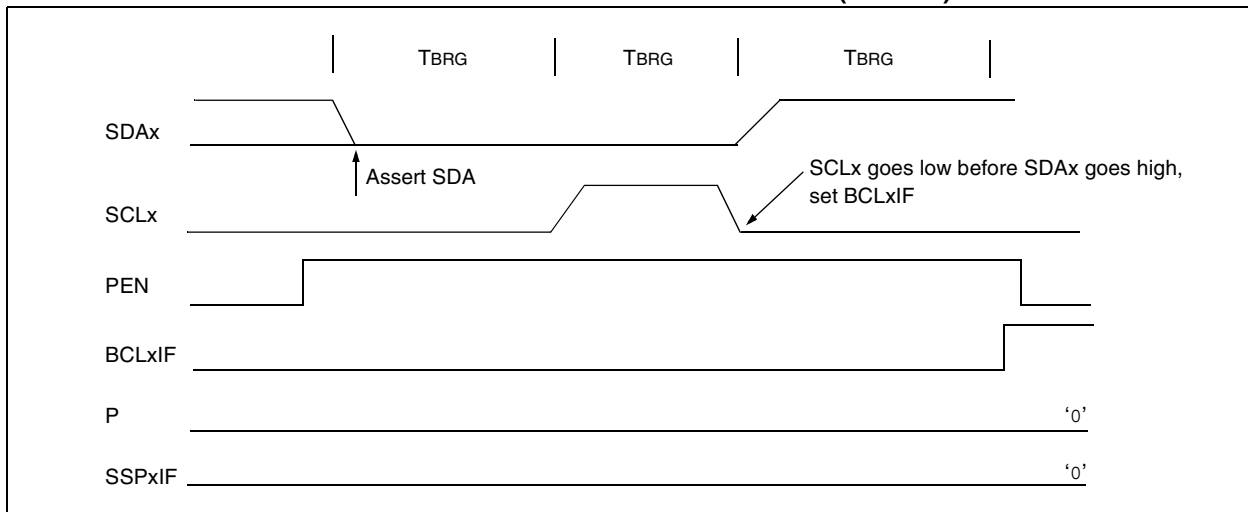 TBRG TBRG TBRG
SDAx
Assert SDA
SCLx goes low before SDAx goes high,
set BCLxIF
SCLx
PEN
BCLxIF
P ‘0’
SSPxIF ‘0’